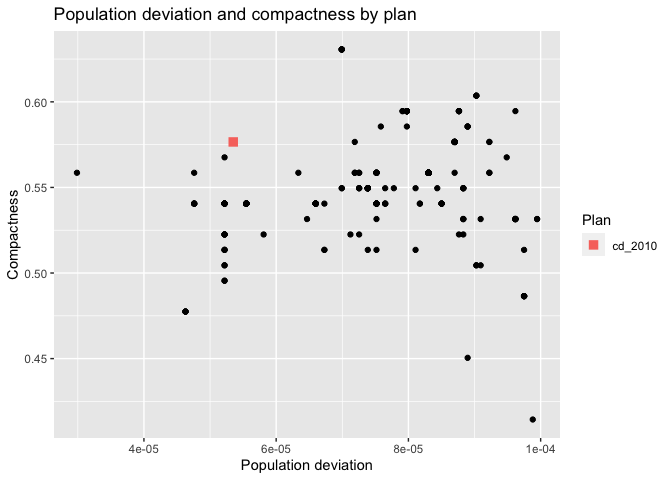 Population deviation and compactness by plan
0.60
0.55
0.50
0.45
Compactness
4e-05 6e-05 8e-05 1e-04
Population deviation
Plan
cd_2010